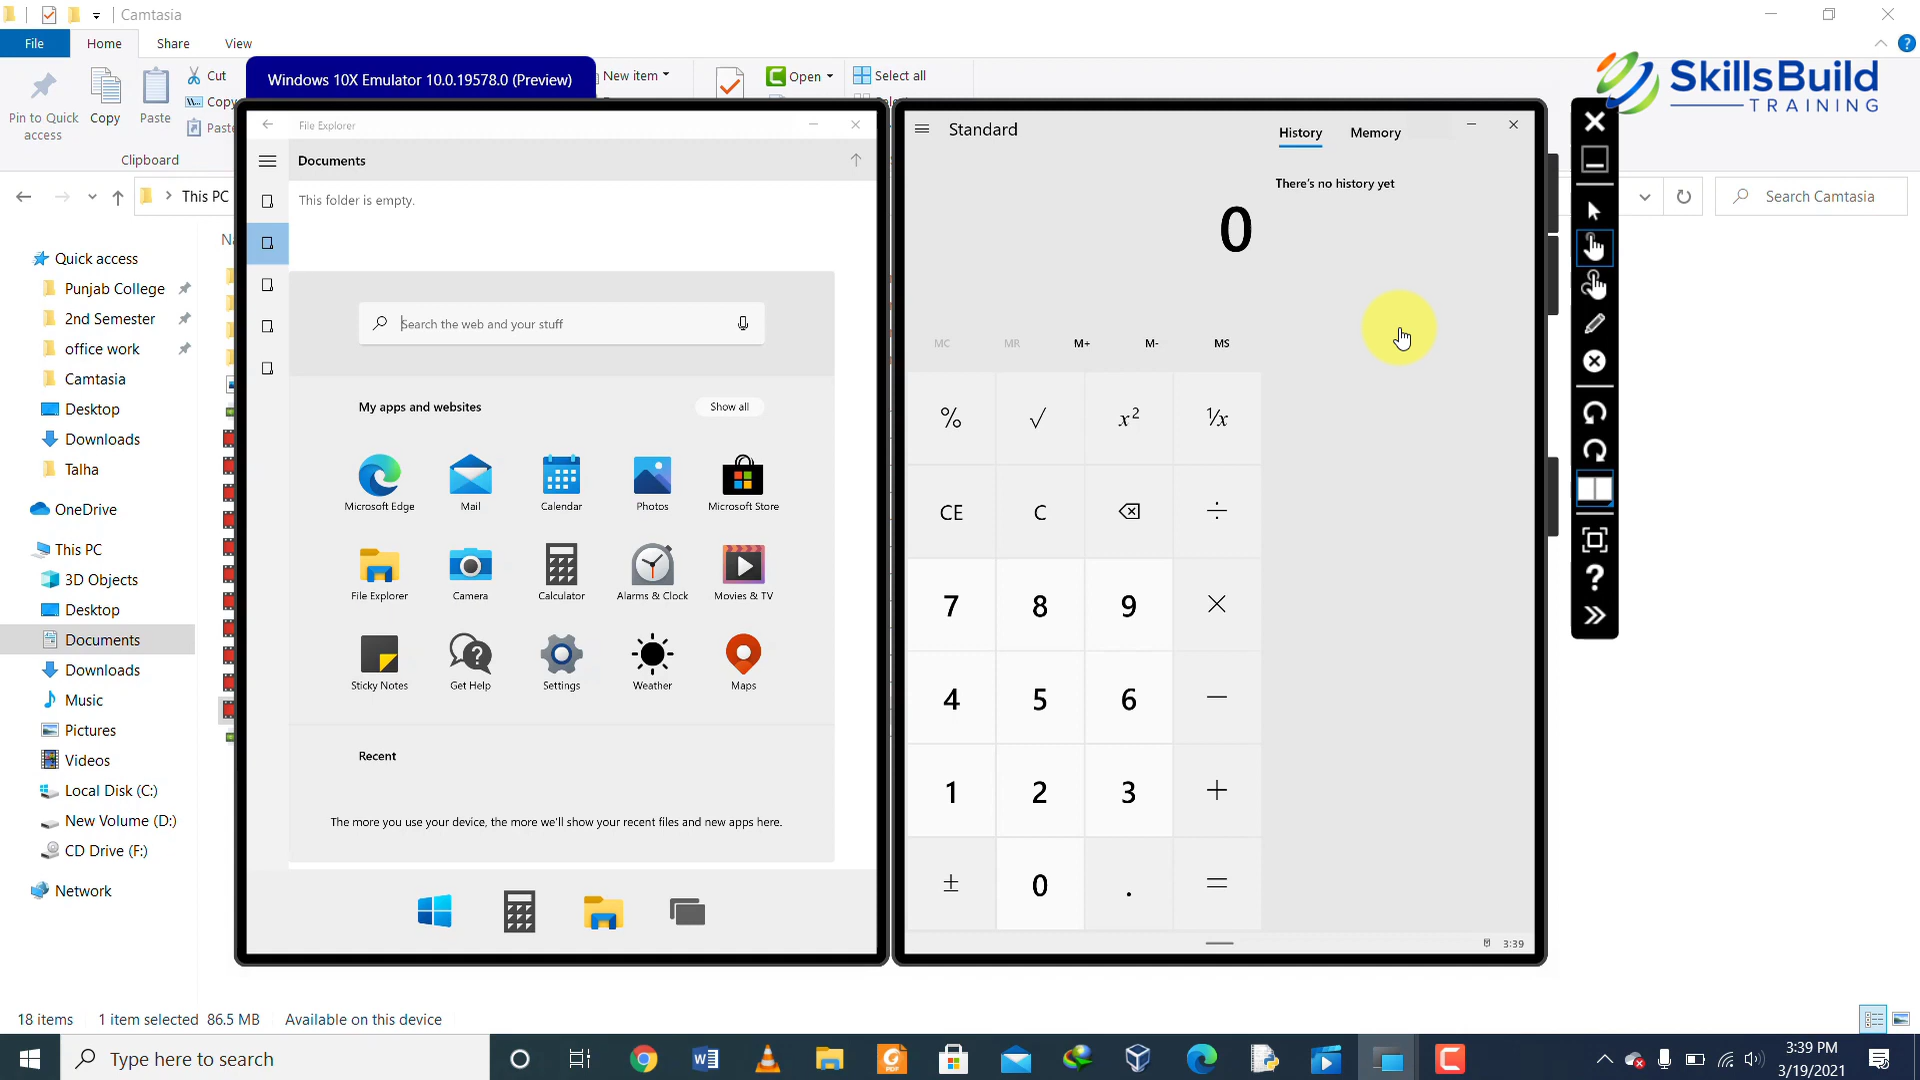 Camtasia
File
Home
Share
View
Pin to Quick
access
Copy
Paste
Cut
Copy
Paste
Clipboard
Windows 10X Emulator 10.0.19578.0 (Preview)
New item
Open
Select all
SkillsBuild
TRAINING
This PC
Search Camtasia
Quick access
Punjab College
2nd Semester
office work
Camtasia
Desktop
Downloads
Talha
OneDrive
This PC
3D Objects
Desktop
Documents
Downloads
Music
Pictures
Videos
Local Disk (C:)
New Volume (D:)
CD Drive (F:)
Network
File Explorer
Documents
This folder is empty.
Search the web and your stuff
My apps and websites
Show all
Microsoft Edge
Mail
Calendar
Photos
Microsoft Store
File Explorer
Camera
Calculator
Alarms & Clock
Movies & TV
Sticky Notes
Get Help
Settings
Weather
Maps
Recent
The more you use your device, the more we'll show your recent files and new apps here.
Standard
History
Memory
There's no history yet
0
MC MR M+ M- MS
% √ x² ¹/x
CE C ÷
7 8 9 ×
4 5 6 −
1 2 3 +
± 0 . =
3:39
18 items
1 item selected 86.5 MB
Available on this device
Type here to search
3:39 PM
3/19/2021